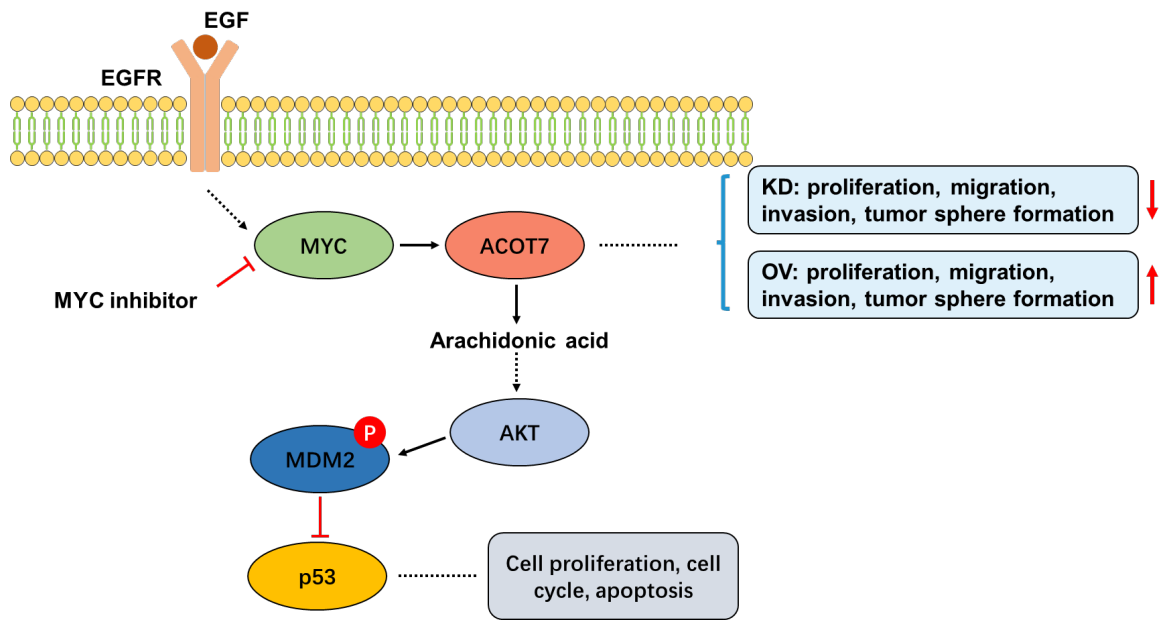 EGF
EGFR
KD: proliferation, migration,
invasion, tumor sphere formation
MYC
ACOT7
OV: proliferation, migration,
invasion, tumor sphere formation
MYC inhibitor
Arachidonic acid
AKT
P
MDM2
p53
Cell proliferation, cell
cycle, apoptosis